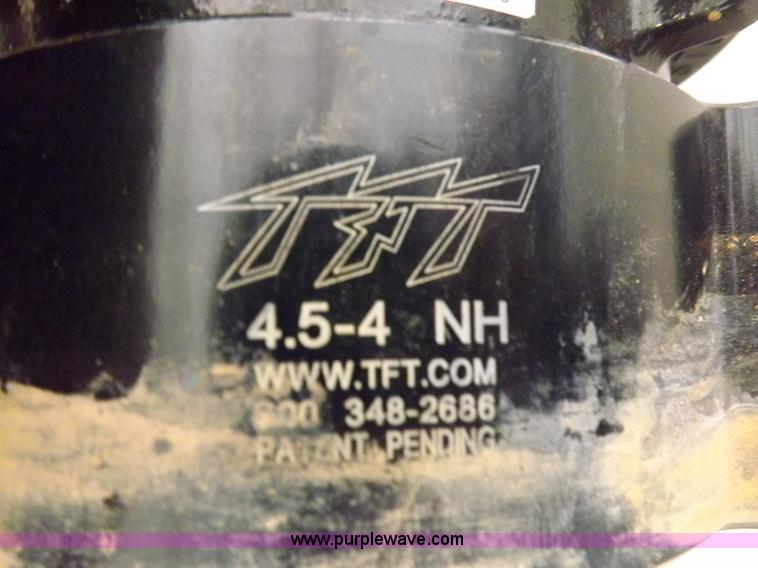 TFT
4.5-4 NH
WWW.TFT.COM
800 348-2686
PATENT PENDING
www.purplewave.com